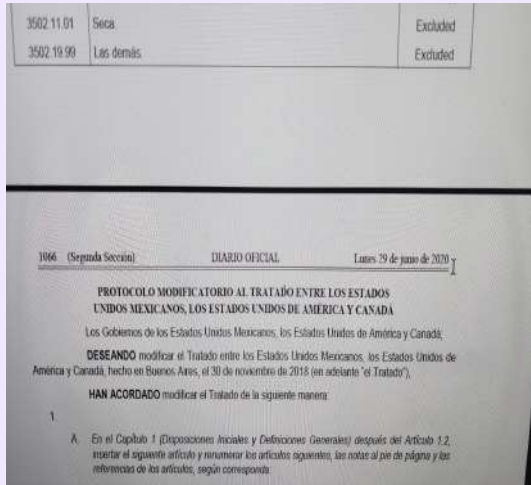 3502.11.01 Seca. Excluded
3502.19.99 Las demás Excluded
1066 (Segunda Sección) DIARIO OFICIAL Lunes 29 de junio de 2020
PROTOCOLO MODIFICATORIO AL TRATADO ENTRE LOS ESTADOS
UNIDOS MEXICANOS, LOS ESTADOS UNIDOS DE AMÉRICA Y CANADÁ
Los Gobiernos de los Estados Unidos Mexicanos, los Estados Unidos de América y Canadá;
DESEANDO modificar el Tratado entre los Estados Unidos Mexicanos, los Estados Unidos de
América y Canadá, hecho en Buenos Aires, el 30 de noviembre de 2018 (en adelante "el Tratado"),
HAN ACORDADO modificar el Tratado de la siguiente manera:
1.
A. En el Capítulo 1 (Disposiciones Iniciales y Definiciones Generales) después del Artículo 1.2,
insertar el siguiente artículo y renumerar los artículos siguientes, las notas al pie de página y las
referencias de los artículos, según corresponda: